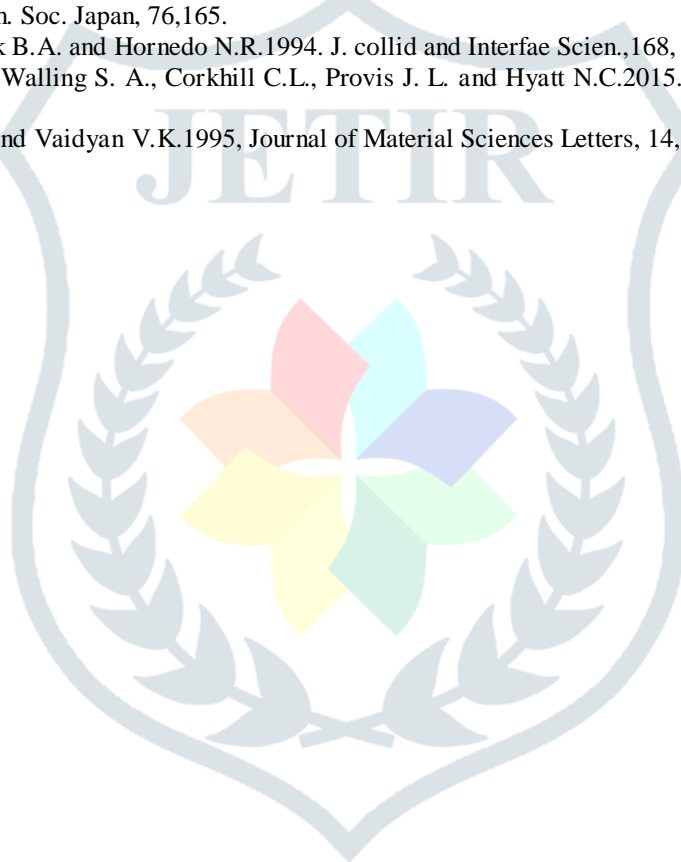 n. Soc. Japan, 76,165.
k B.A. and Hornedo N.R.1994. J. collid and Interfae Scien.,168,
Walling S. A., Corkhill C.L., Provis J. L. and Hyatt N.C.2015.
nd Vaidyan V.K.1995, Journal of Material Sciences Letters, 14,
JETIR